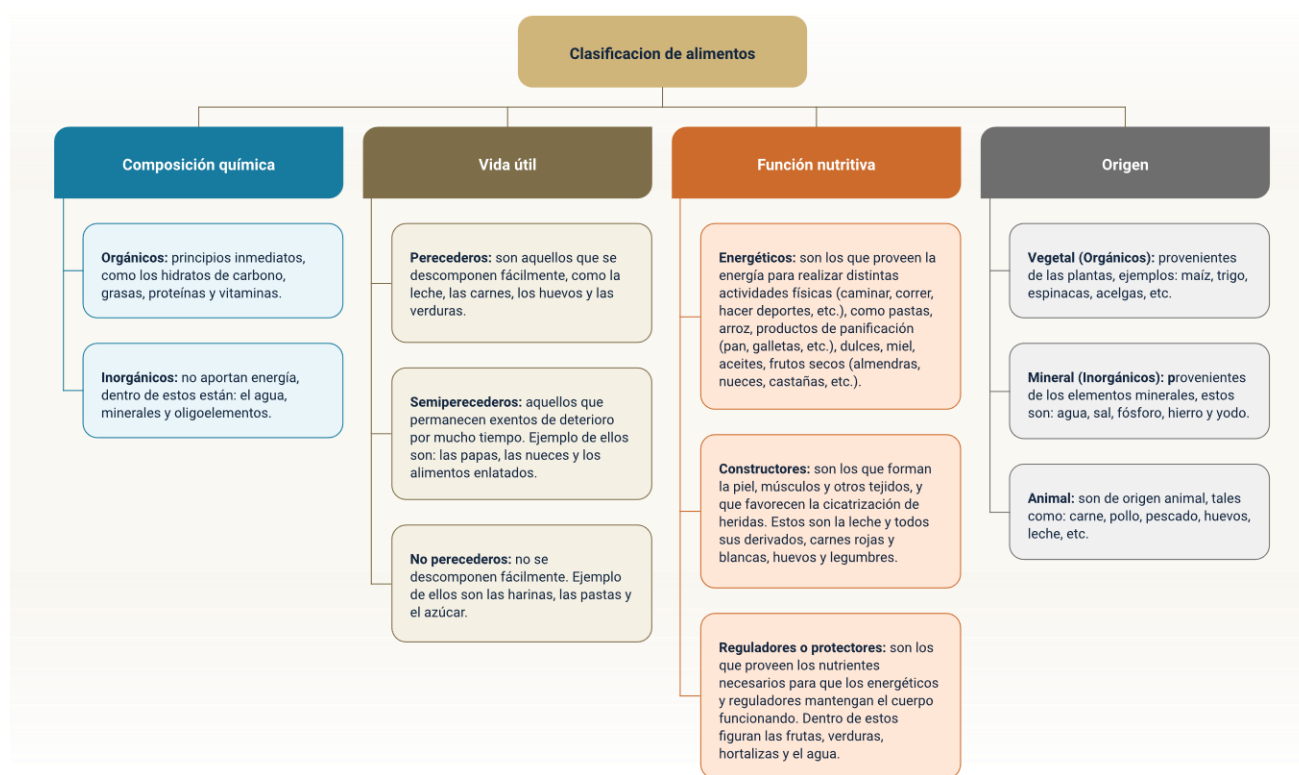 Clasificacion de alimentos
Composición química
Orgánicos: principios inmediatos,
como los hidratos de carbono,
grasas, proteínas y vitaminas.
Inorgánicos: no aportan energía,
dentro de estos están: el agua,
minerales y oligoelementos.
Vida útil
Perecederos: son aquellos que se
descomponen fácilmente, como la
leche, las carnes, los huevos y las
verduras.
Semiperecederos: aquellos que
permanecen exentos de deterioro
por mucho tiempo. Ejemplo de ellos
son: las papas, las nueces y los
alimentos enlatados.
No perecederos: no se
descomponen fácilmente. Ejemplo
de ellos son las harinas, las pastas y
el azúcar.
Función nutritiva
Energéticos: son los que proveen la
energía para realizar distintas
actividades físicas (caminar, correr,
hacer deportes, etc.), como pastas,
arroz, productos de panificación
(pan, galletas, etc.), dulces, miel,
aceites, frutos secos (almendras,
nueces, castañas, etc.).
Constructores: son los que forman
la piel, músculos y otros tejidos, y
que favorecen la cicatrización de
heridas. Estos son la leche y todos
sus derivados, carnes rojas y
blancas, huevos y legumbres.
Reguladores o protectores: son los
que proveen los nutrientes
necesarios para que los energéticos
y reguladores mantengan el cuerpo
funcionando. Dentro de estos
figuran las frutas, verduras,
hortalizas y el agua.
Origen
Vegetal (Orgánicos): provenientes
de las plantas, ejemplos: maíz, trigo,
espinacas, acelgas, etc.
Mineral (Inorgánicos): provenientes
de los elementos minerales, estos
son: agua, sal, fósforo, hierro y yodo.
Animal: son de origen animal, tales
como: carne, pollo, pescado, huevos,
leche, etc.